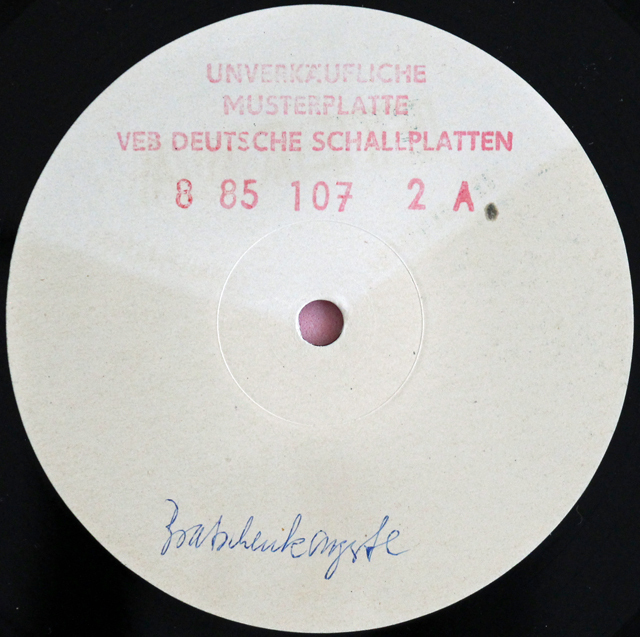 UNVERKÄUFLICHE
MUSTERPLATTE
VEB DEUTSCHE SCHALLPLATTEN
8 85 107 2 A
Bratschenkonzerte